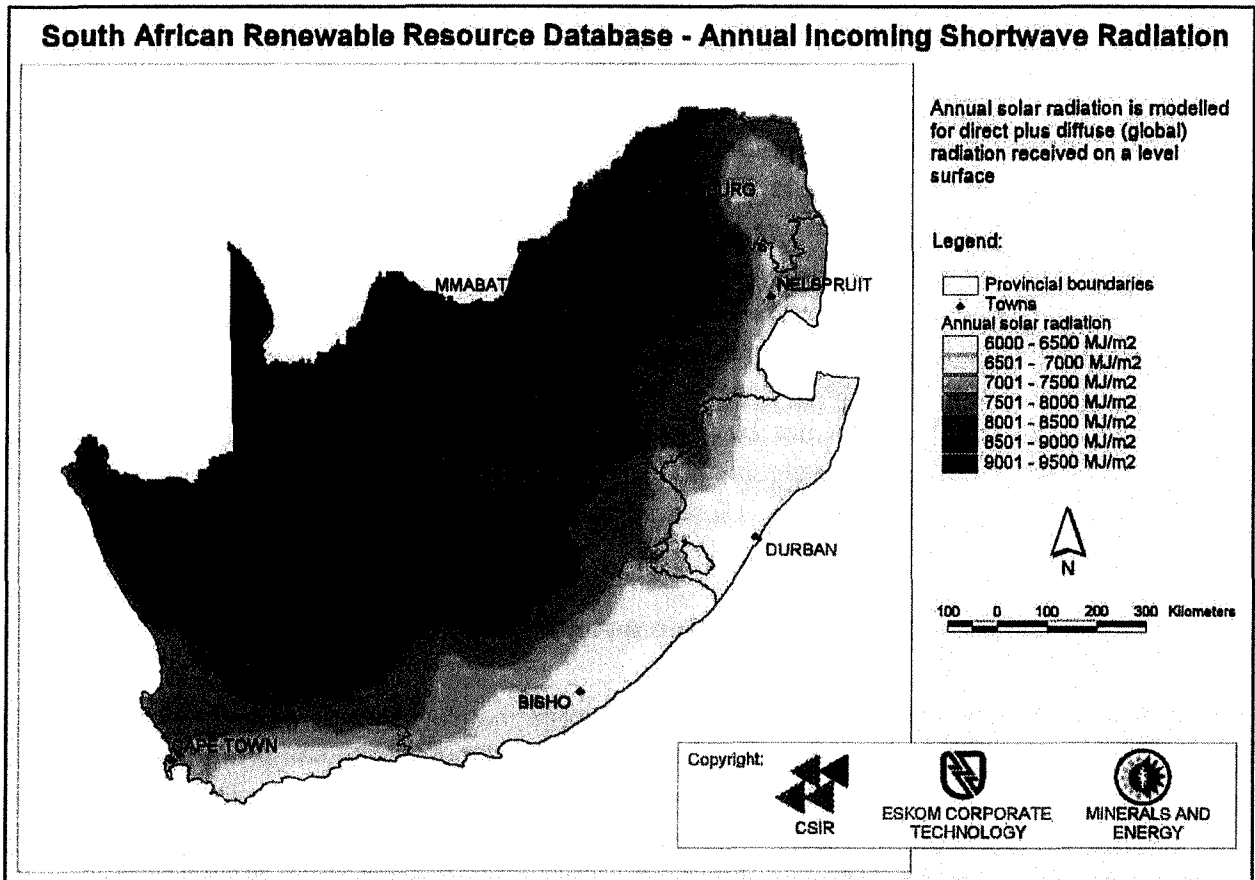 South African Renewable Resource Database - Annual Incoming Shortwave Radiation
Annual solar radiation is modelled
for direct plus diffuse (global)
radiation received on a level
surface
Legend:
Provincial boundaries
Towns
Annual solar radiation
6000 - 6500 MJ/m2
6501 - 7000 MJ/m2
7001 - 7500 MJ/m2
7501 - 8000 MJ/m2
8001 - 8500 MJ/m2
8501 - 9000 MJ/m2
9001 - 9500 MJ/m2
N
100 0 100 200 300 Kilometers
URG
MMABAT
NELSPRUIT
DURBAN
BISHO
CAPE TOWN
Copyright:
CSIR
ESKOM CORPORATE
TECHNOLOGY
MINERALS AND
ENERGY